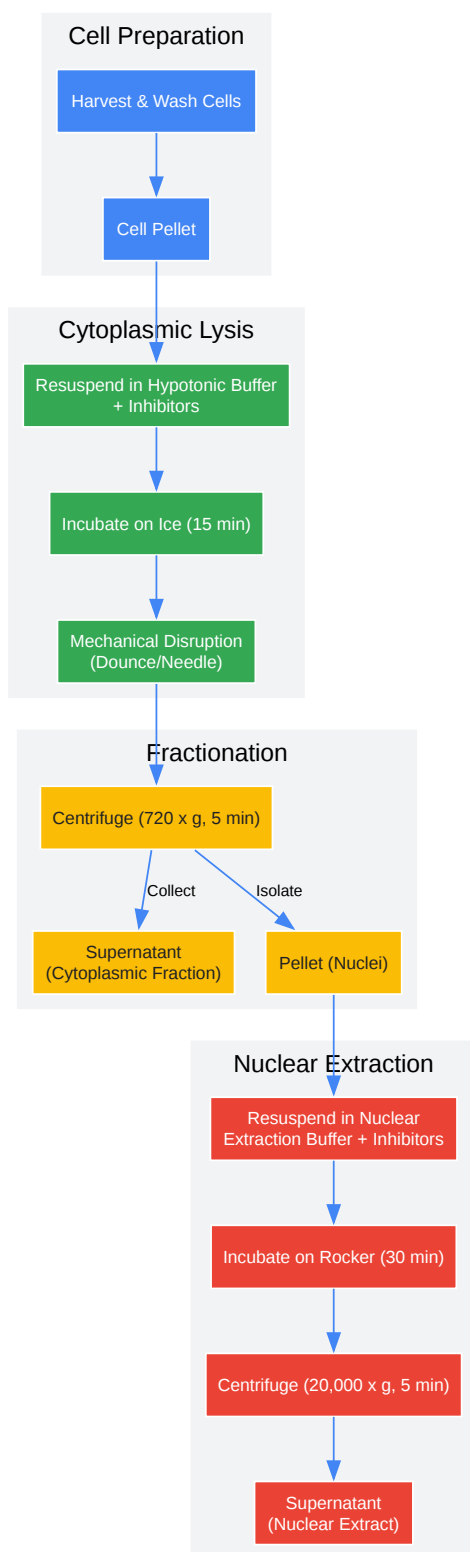 Cell Preparation
Harvest & Wash Cells
Cell Pellet
Cytoplasmic Lysis
Resuspend in Hypotonic Buffer
+ Inhibitors
Incubate on Ice (15 min)
Mechanical Disruption
(Dounce/Needle)
Fractionation
Centrifuge (720 x g, 5 min)
Collect
Isolate
Supernatant
(Cytoplasmic Fraction)
Pellet (Nuclei)
Nuclear Extraction
Resuspend in Nuclear
Extraction Buffer + Inhibitors
Incubate on Rocker (30 min)
Centrifuge (20,000 x g, 5 min)
Supernatant
(Nuclear Extract)